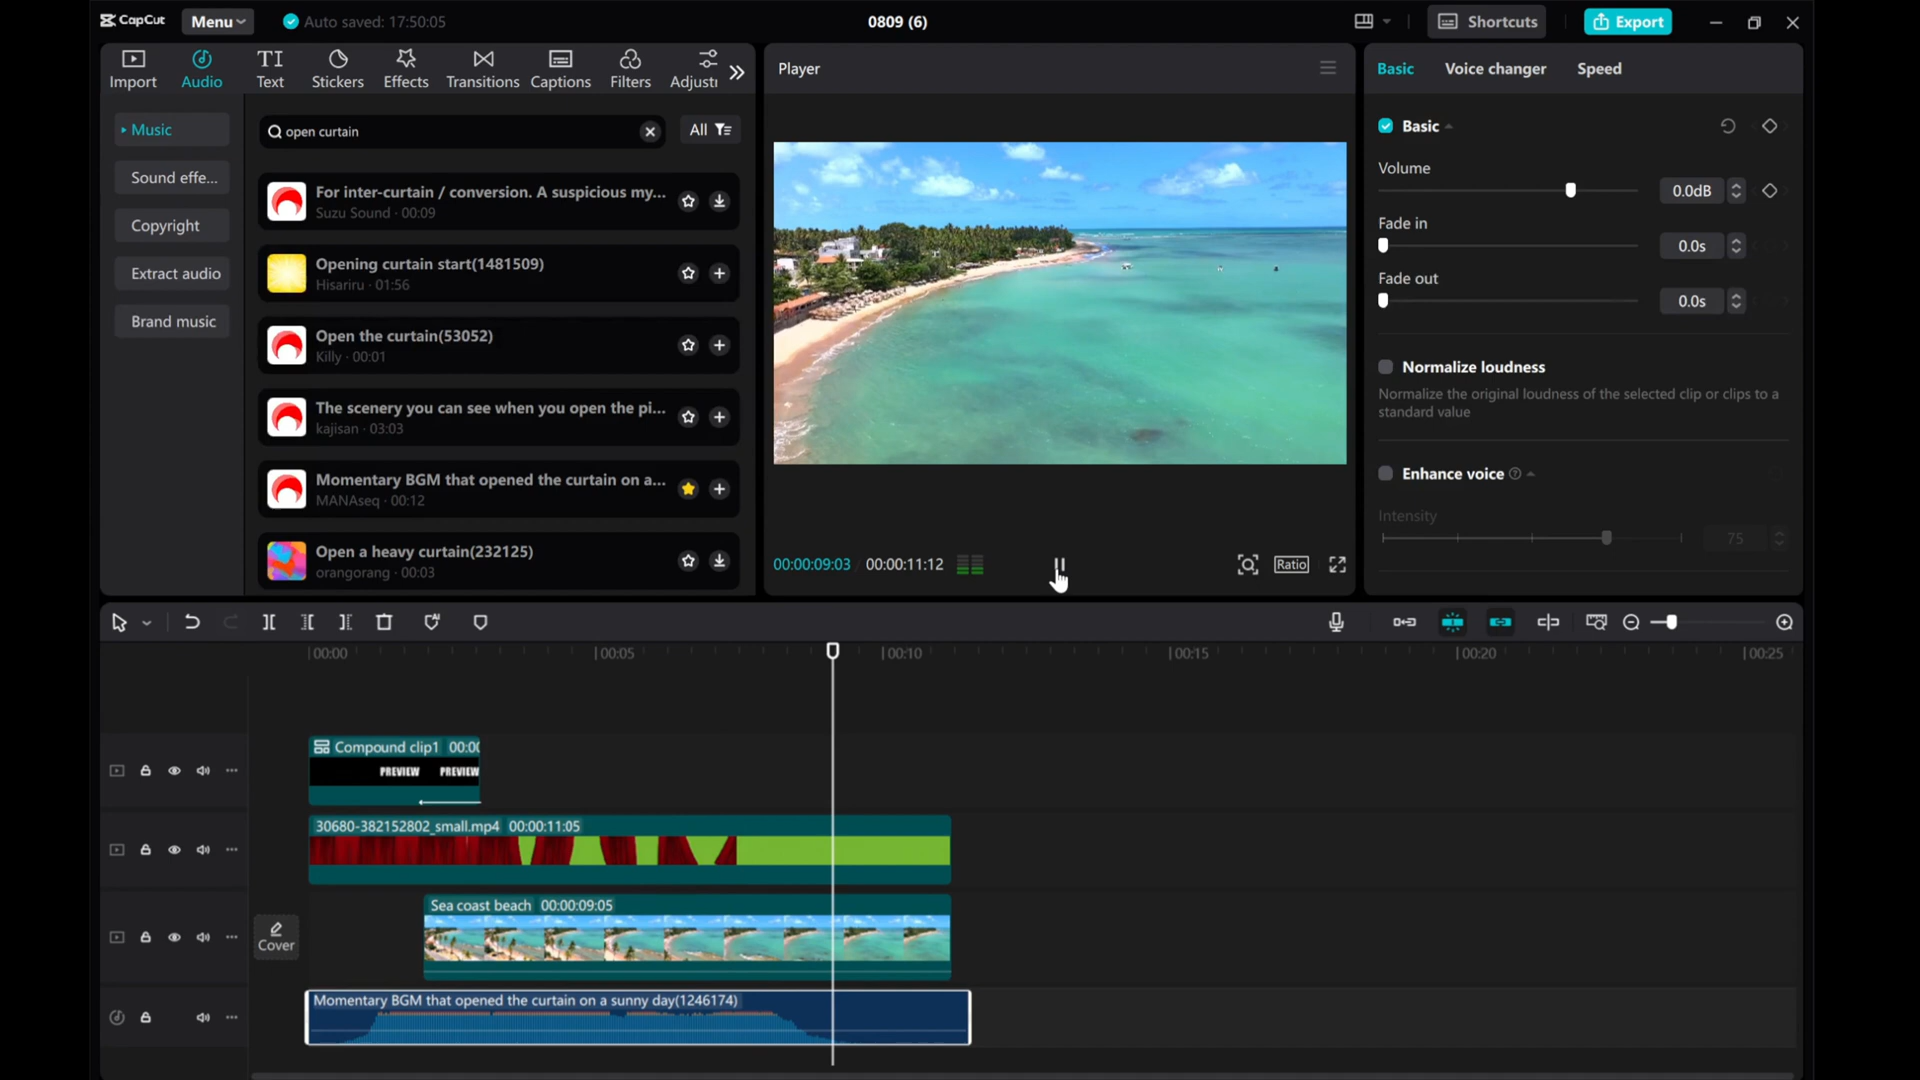 CapCut
Menu
Auto saved: 17:50:05
0809 (6)
Shortcuts
Export
Import
Audio
Text
Stickers
Effects
Transitions
Captions
Filters
Adjustı
Player
Basic
Voice changer
Speed
Music
Sound effe...
Copyright
Extract audio
Brand music
open curtain
All
For inter-curtain / conversion. A suspicious my...
Suzu Sound · 00:09
Opening curtain start(1481509)
Hisariru · 01:56
Open the curtain(53052)
Killy · 00:01
The scenery you can see when you open the pi...
kajisan · 03:03
Momentary BGM that opened the curtain on a...
MANAseq · 00:12
Open a heavy curtain(232125)
orangorang · 00:03
00:00:09:03
00:00:11:12
Ratio
Basic
Volume
0.0dB
Fade in
0.0s
Fade out
0.0s
Normalize loudness
Normalize the original loudness of the selected clip or clips to a
standard value
Enhance voice
Intensity
75
00:00
00:05
00:10
00:15
00:20
00:25
Compound clip1 00:00
PREVIEW
PREVIEW
30680-382152802_small.mp4 00:00:11:05
Sea coast beach 00:00:09:05
Cover
Momentary BGM that opened the curtain on a sunny day(1246174)